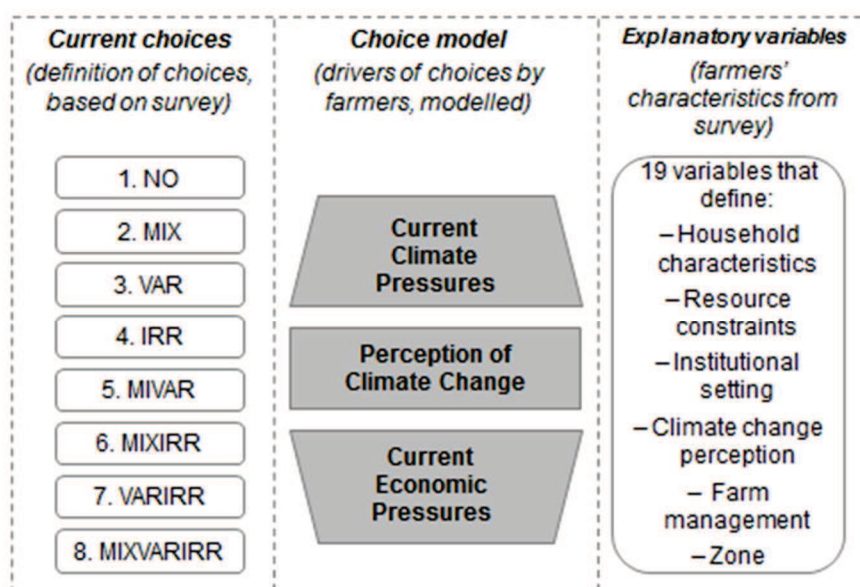 Current choices
(definition of choices,
based on survey)
1. NO
2. MIX
3. VAR
4. IRR
5. MIVAR
6. MIXIRR
7. VARIRR
8. MIXVARIRR
Choice model
(drivers of choices by
farmers, modelled)
Current
Climate
Pressures
Perception of
Climate Change
Current
Economic
Pressures
Explanatory variables
(farmers’
characteristics from
survey)
19 variables that
define:
–Household
characteristics
–Resource
constraints
–Institutional
setting
–Climate change
perception
– Farm
management
–Zone